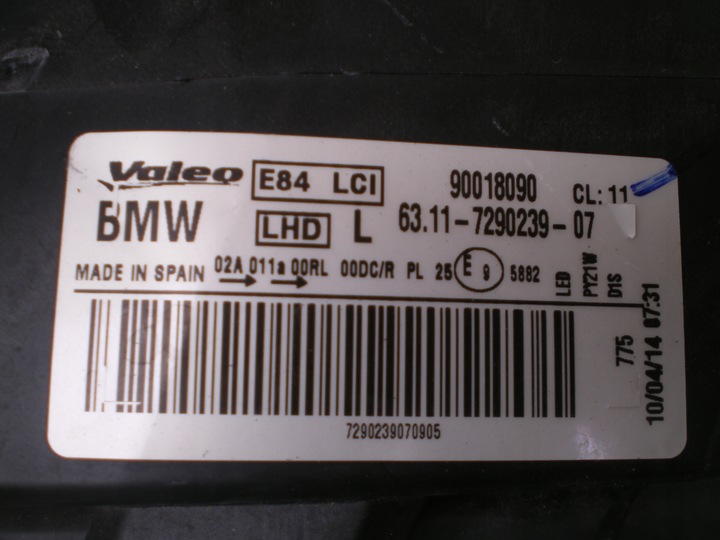 Valeo E84 LCI 90018090 CL: 11
BMW LHD L 63.11-7290239-07
MADE IN SPAIN 02A 011a 00RL 00DC/R PL 25 E 9 5882
LED
PY21W
D1S
775
10/04/14 07:31
7290239070905